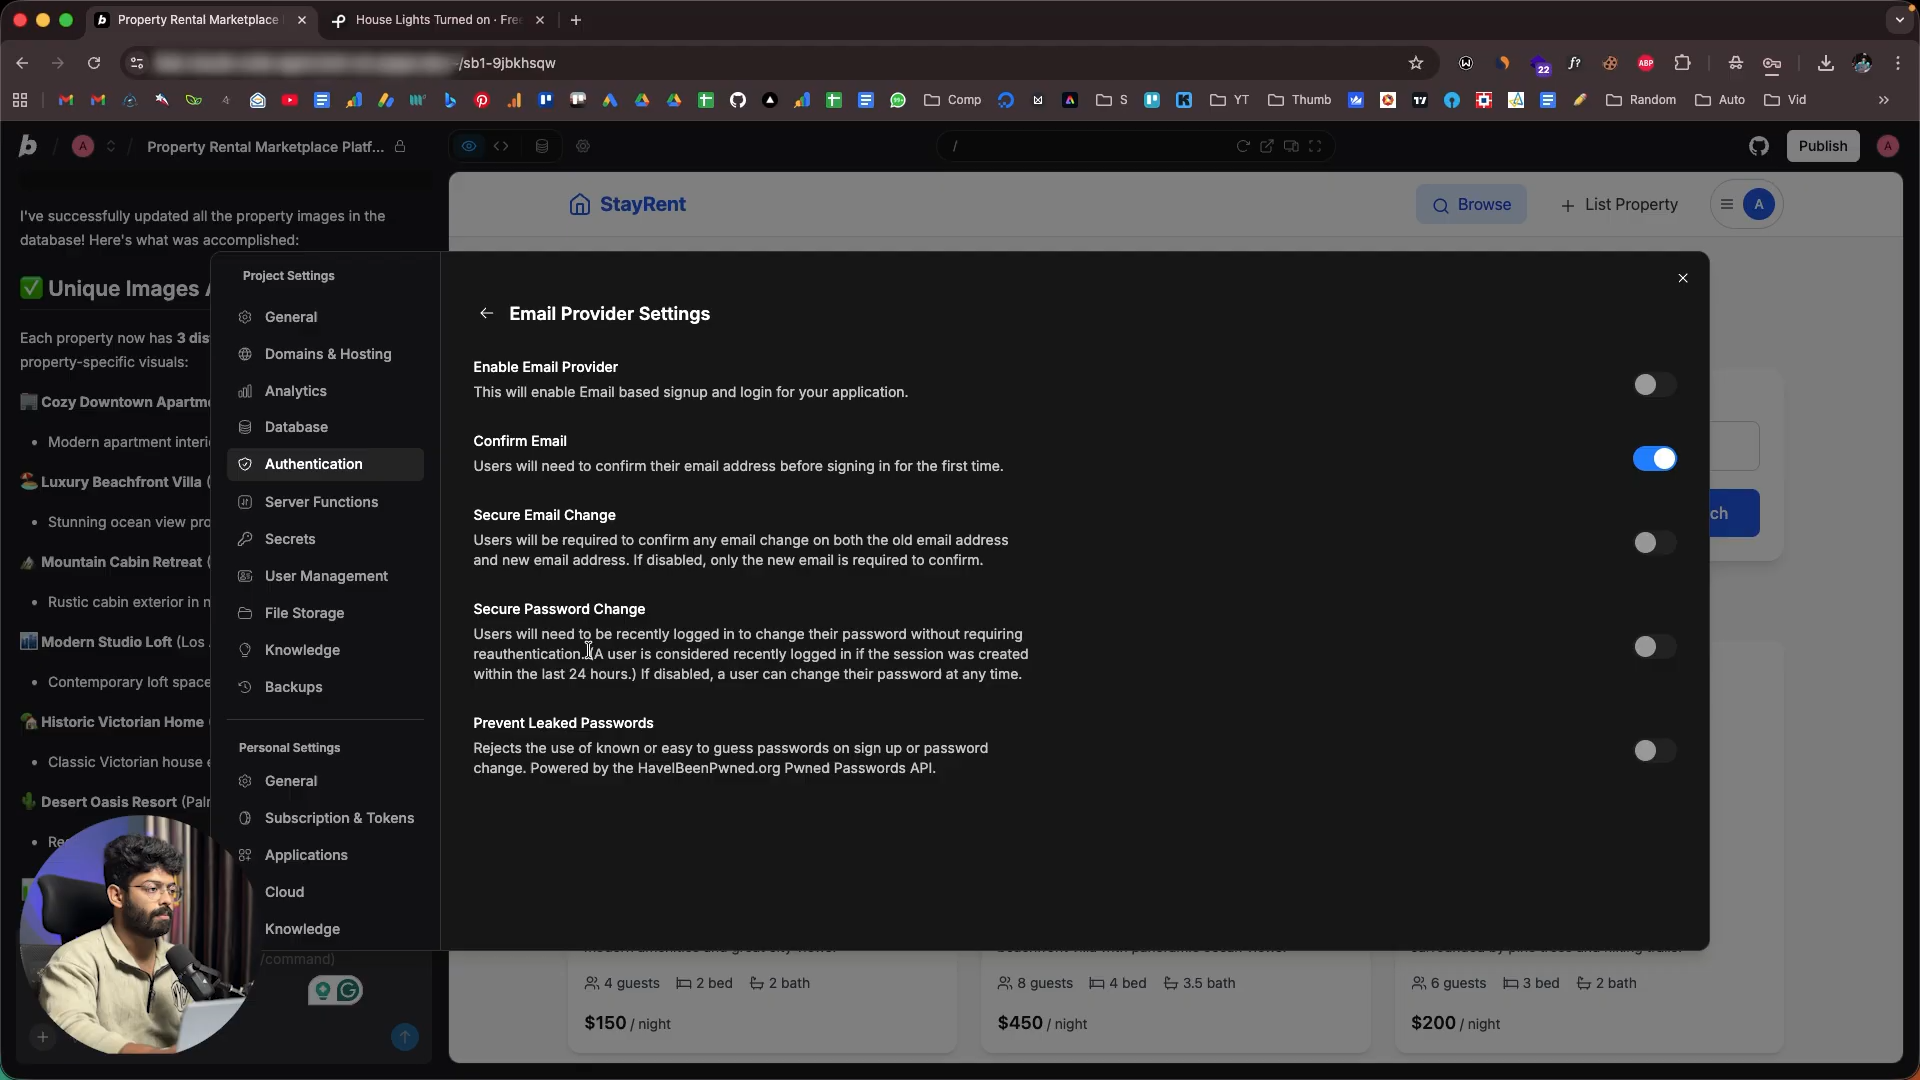 Property Rental Marketplace
House Lights Turned on · Free
/sb1-9jbkhsqw
22
f?
ABP
Comp
S
YT
Thumb
Random
Auto
Vid
b
A
Property Rental Marketplace Platf...
/
Publish
A
I've successfully updated all the property images in the
database! Here's what was accomplished:
Unique Images
Each property now has 3
property-specific visuals:
Cozy Downtown
Modern apartment
Luxury Beachfront Villa
Stunning ocean view
Mountain Cabin Retreat
Rustic cabin exterior in
Modern Studio Loft
Contemporary loft space
Historic Victorian Home
Classic Victorian house
Desert Oasis Resort
/command)
StayRent
Browse
List Property
A
Project Settings
General
Domains & Hosting
Analytics
Database
Authentication
Server Functions
Secrets
User Management
File Storage
Knowledge
Backups
Personal Settings
General
Subscription & Tokens
Applications
Cloud
Knowledge
Email Provider Settings
Enable Email Provider
This will enable Email based signup and login for your application.
Confirm Email
Users will need to confirm their email address before signing in for the first time.
Secure Email Change
Users will be required to confirm any email change on both the old email address
and new email address. If disabled, only the new email is required to confirm.
Secure Password Change
Users will need to be recently logged in to change their password without requiring
reauthentication. (A user is considered recently logged in if the session was created
within the last 24 hours.) If disabled, a user can change their password at any time.
Prevent Leaked Passwords
Rejects the use of known or easy to guess passwords on sign up or password
change. Powered by the HaveIBeenPwned.org Pwned Passwords API.
4 guests 2 bed 2 bath
$150 / night
8 guests 4 bed 3.5 bath
$450 / night
6 guests 3 bed 2 bath
$200 / night